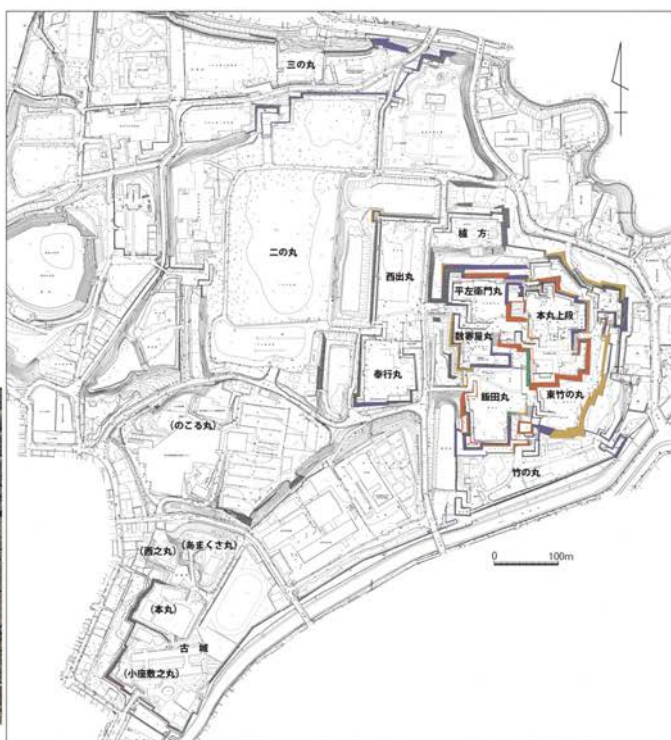 三の丸
二の丸
西出丸
櫨方
平左衛門丸
本丸上段
数寄屋丸
奉行丸
飯田丸
東竹の丸
竹の丸
(のこる丸)
0 100m
(西之丸)
(あまくさ丸)
(本丸)
古城
(小座敷之丸)